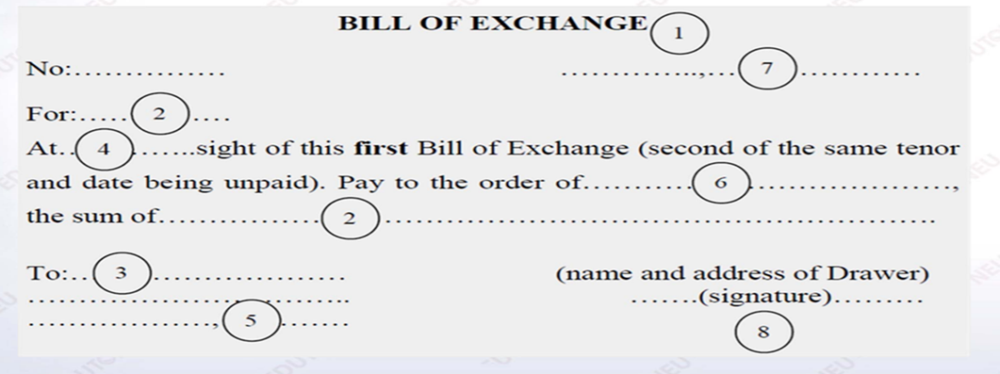 BILL OF EXCHANGE 1
No:............... ..............,...7............
For:.....2....
At..4.......sight of this first Bill of Exchange (second of the same tenor
and date being unpaid). Pay to the order of...........6....................,
the sum of................2.....................................................
To:..3................... (name and address of Drawer)
............................... .......(signature).........
..................,5....... 8